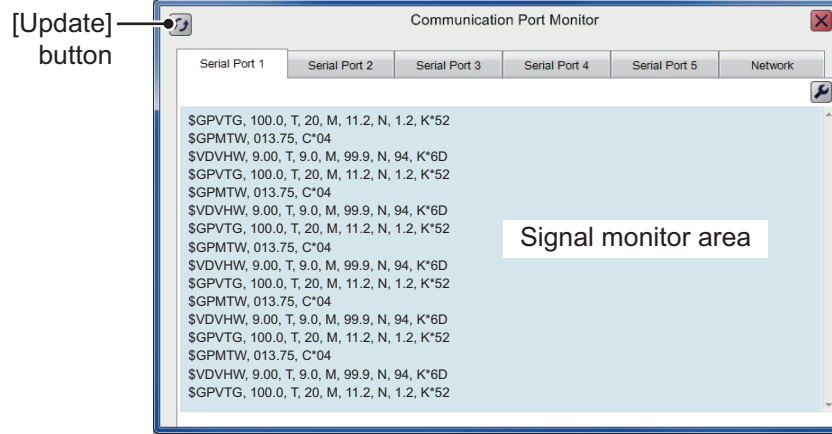 [Update]
button
Communication Port Monitor
Serial Port 1
Serial Port 2
Serial Port 3
Serial Port 4
Serial Port 5
Network
$GPVTG, 100.0, T, 20, M, 11.2, N, 1.2, K*52
$GPMTW, 013.75, C*04
$VDVHW, 9.00, T, 9.0, M, 99.9, N, 94, K*6D
$GPVTG, 100.0, T, 20, M, 11.2, N, 1.2, K*52
$GPMTW, 013.75, C*04
$VDVHW, 9.00, T, 9.0, M, 99.9, N, 94, K*6D
$GPVTG, 100.0, T, 20, M, 11.2, N, 1.2, K*52
$GPMTW, 013.75, C*04
$VDVHW, 9.00, T, 9.0, M, 99.9, N, 94, K*6D
$GPVTG, 100.0, T, 20, M, 11.2, N, 1.2, K*52
$GPMTW, 013.75, C*04
$VDVHW, 9.00, T, 9.0, M, 99.9, N, 94, K*6D
$GPVTG, 100.0, T, 20, M, 11.2, N, 1.2, K*52
$GPMTW, 013.75, C*04
$VDVHW, 9.00, T, 9.0, M, 99.9, N, 94, K*6D
$GPVTG, 100.0, T, 20, M, 11.2, N, 1.2, K*52
Signal monitor area